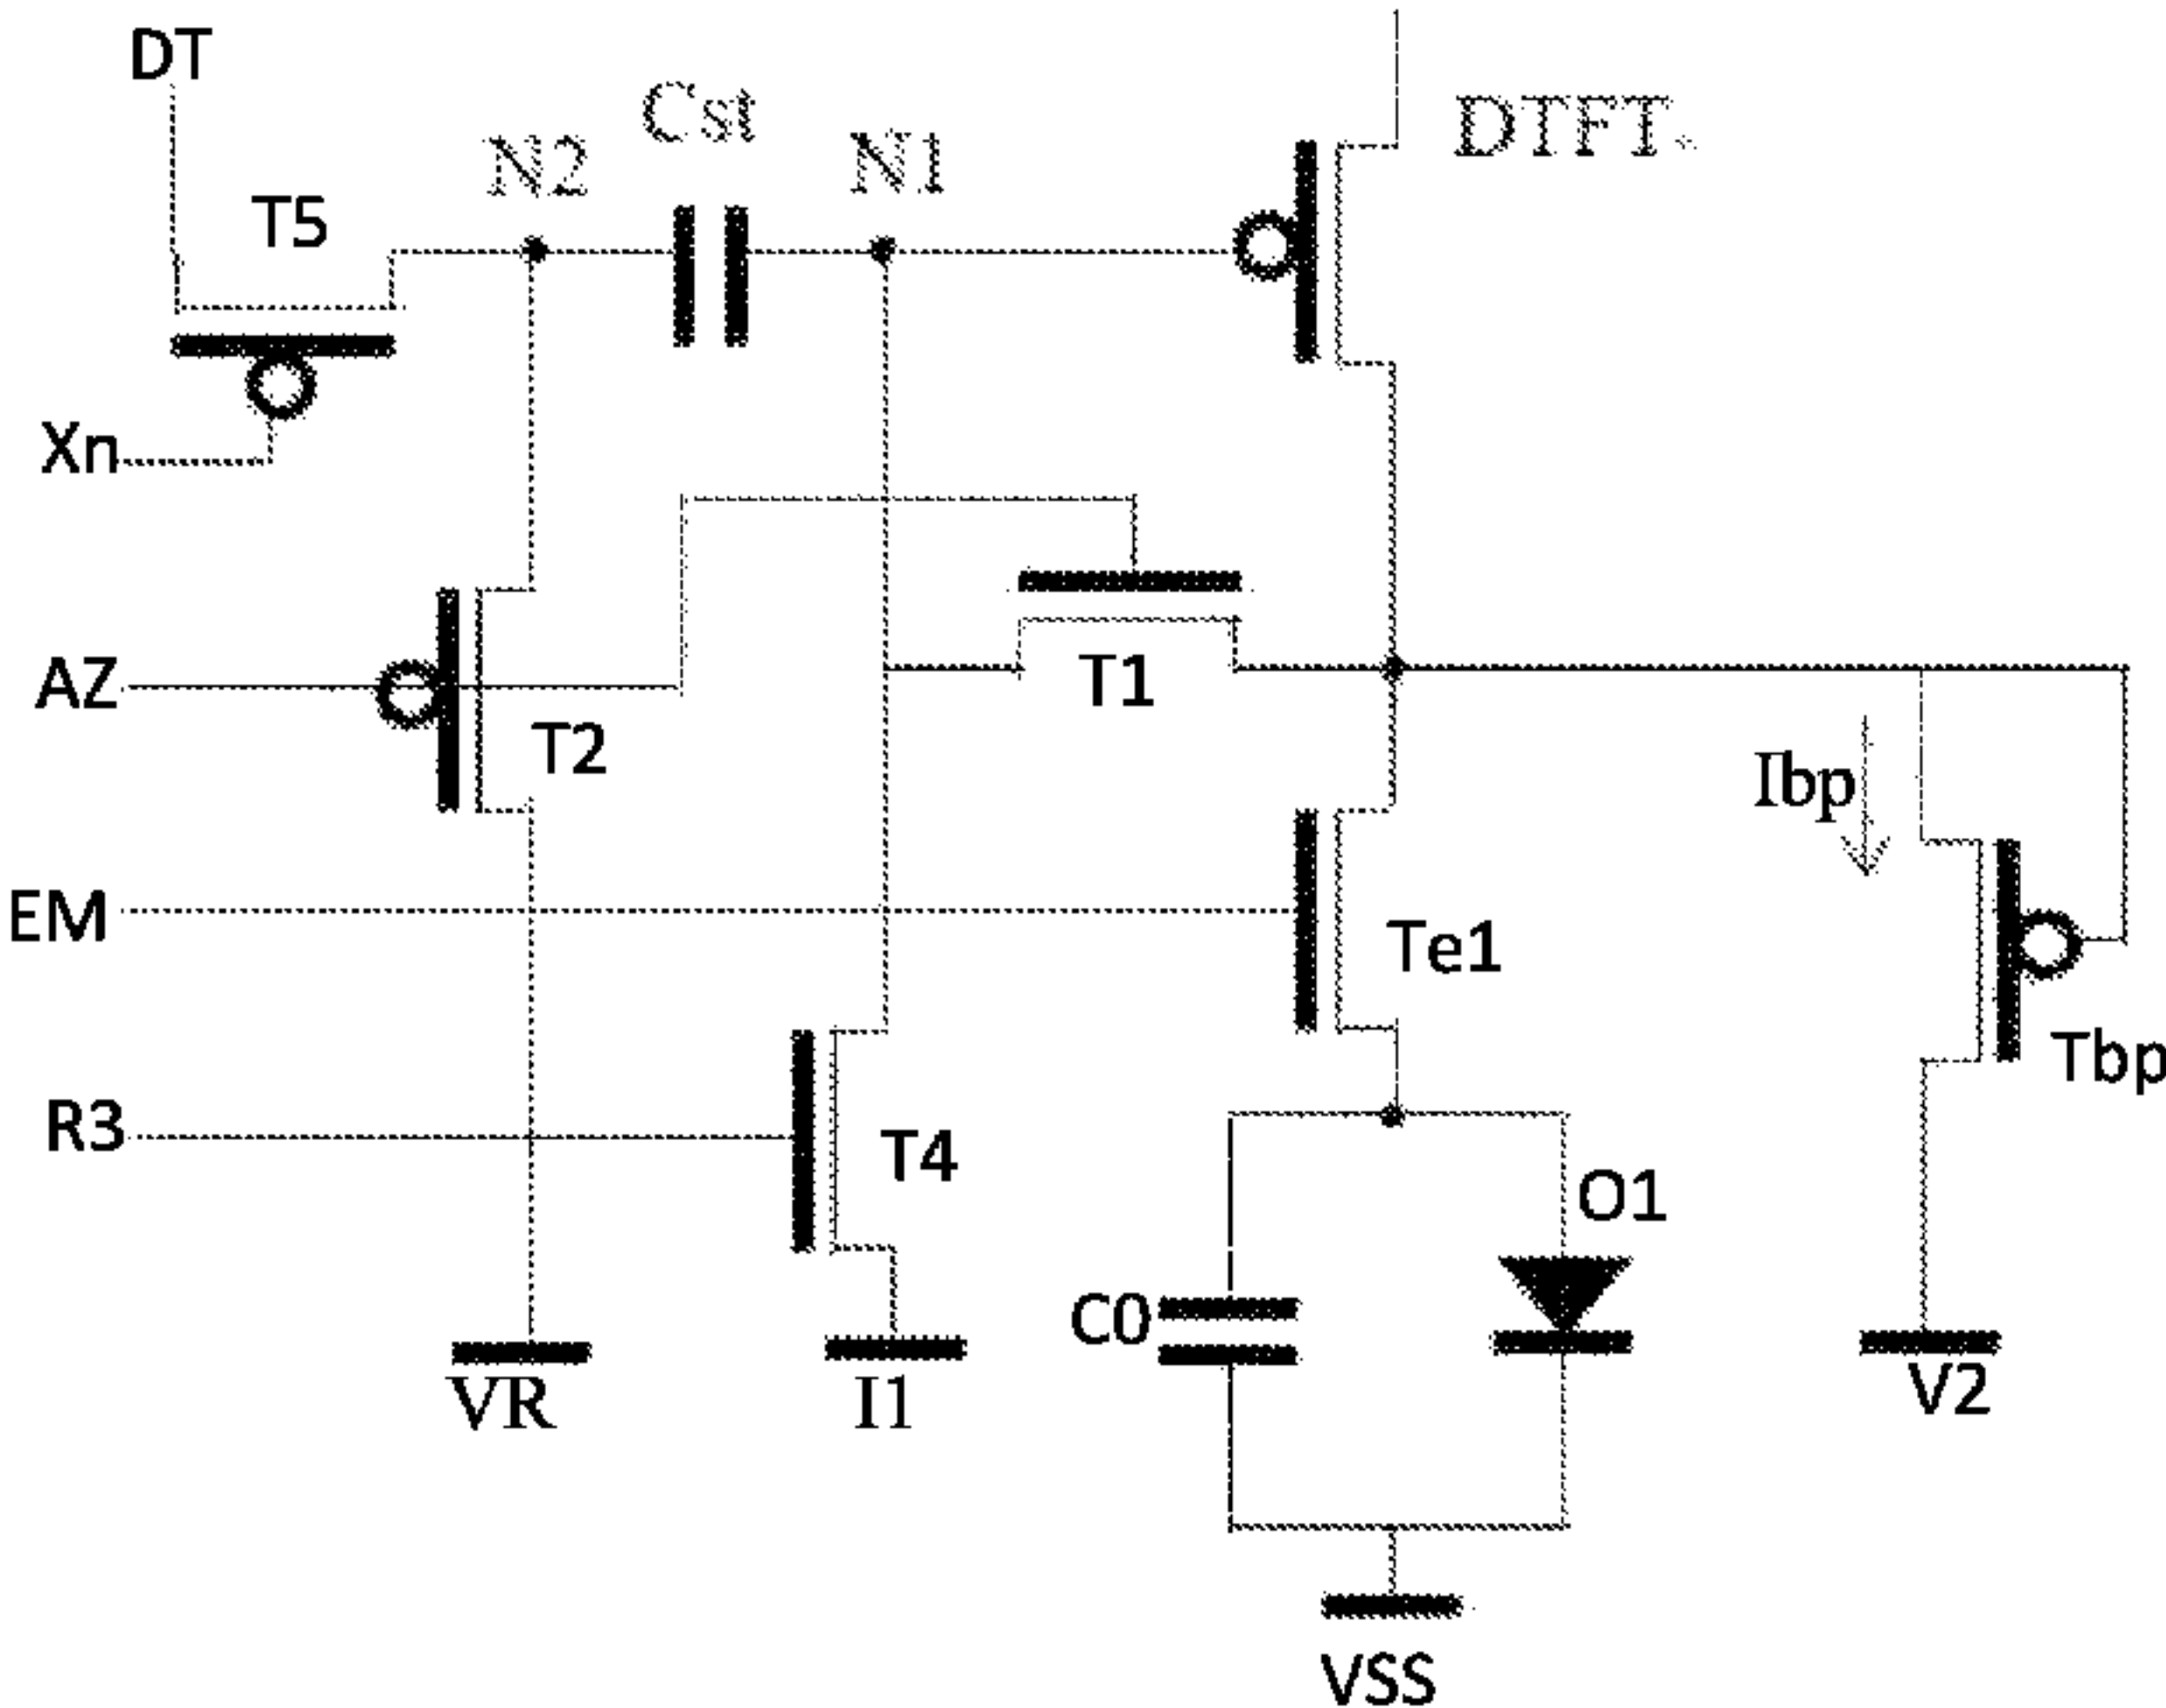 DT
Cst
DTFT
N2
N1
T5
Xn
AZ
T1
T2
Ibp
EM
Te1
Tbp
R3
T4
O1
C0
VR
I1
V2
VSS